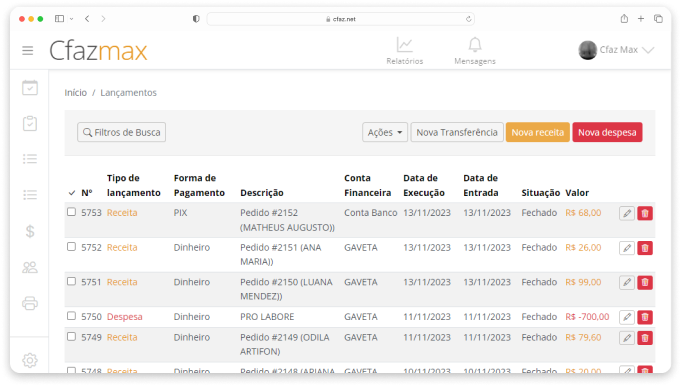 cfaz.net
Cfazmax
Relatórios
Mensagens
Cfaz Max
Início / Lançamentos
Filtros de Busca
Ações
Nova Transferência
Nova receita
Nova despesa
Nº Tipo de lançamento Forma de Pagamento Descrição Conta Financeira Data de Execução Data de Entrada Situação Valor
5753 Receita PIX Pedido #2152 Conta Banco 13/11/2023 13/11/2023 Fechado R$ 68,00
(MATHEUS AUGUSTO))
5752 Receita Dinheiro Pedido #2151 (ANA GAVETA 13/11/2023 13/11/2023 Fechado R$ 26,00
MARIA))
5751 Receita Dinheiro Pedido #2150 (LUANA GAVETA 13/11/2023 13/11/2023 Fechado R$ 99,00
MENDEZ))
5750 Despesa Dinheiro PRO LABORE GAVETA 11/11/2023 11/11/2023 Fechado R$ -700,00
5749 Receita Dinheiro Pedido #2149 (ODILA GAVETA 11/11/2023 11/11/2023 Fechado R$ 79,60
ARTIFON)
5748 Receita Dinheiro Pedido #2148 (ARIANA GAVETA 10/11/2023 10/11/2023 Fechado R$ 20,00